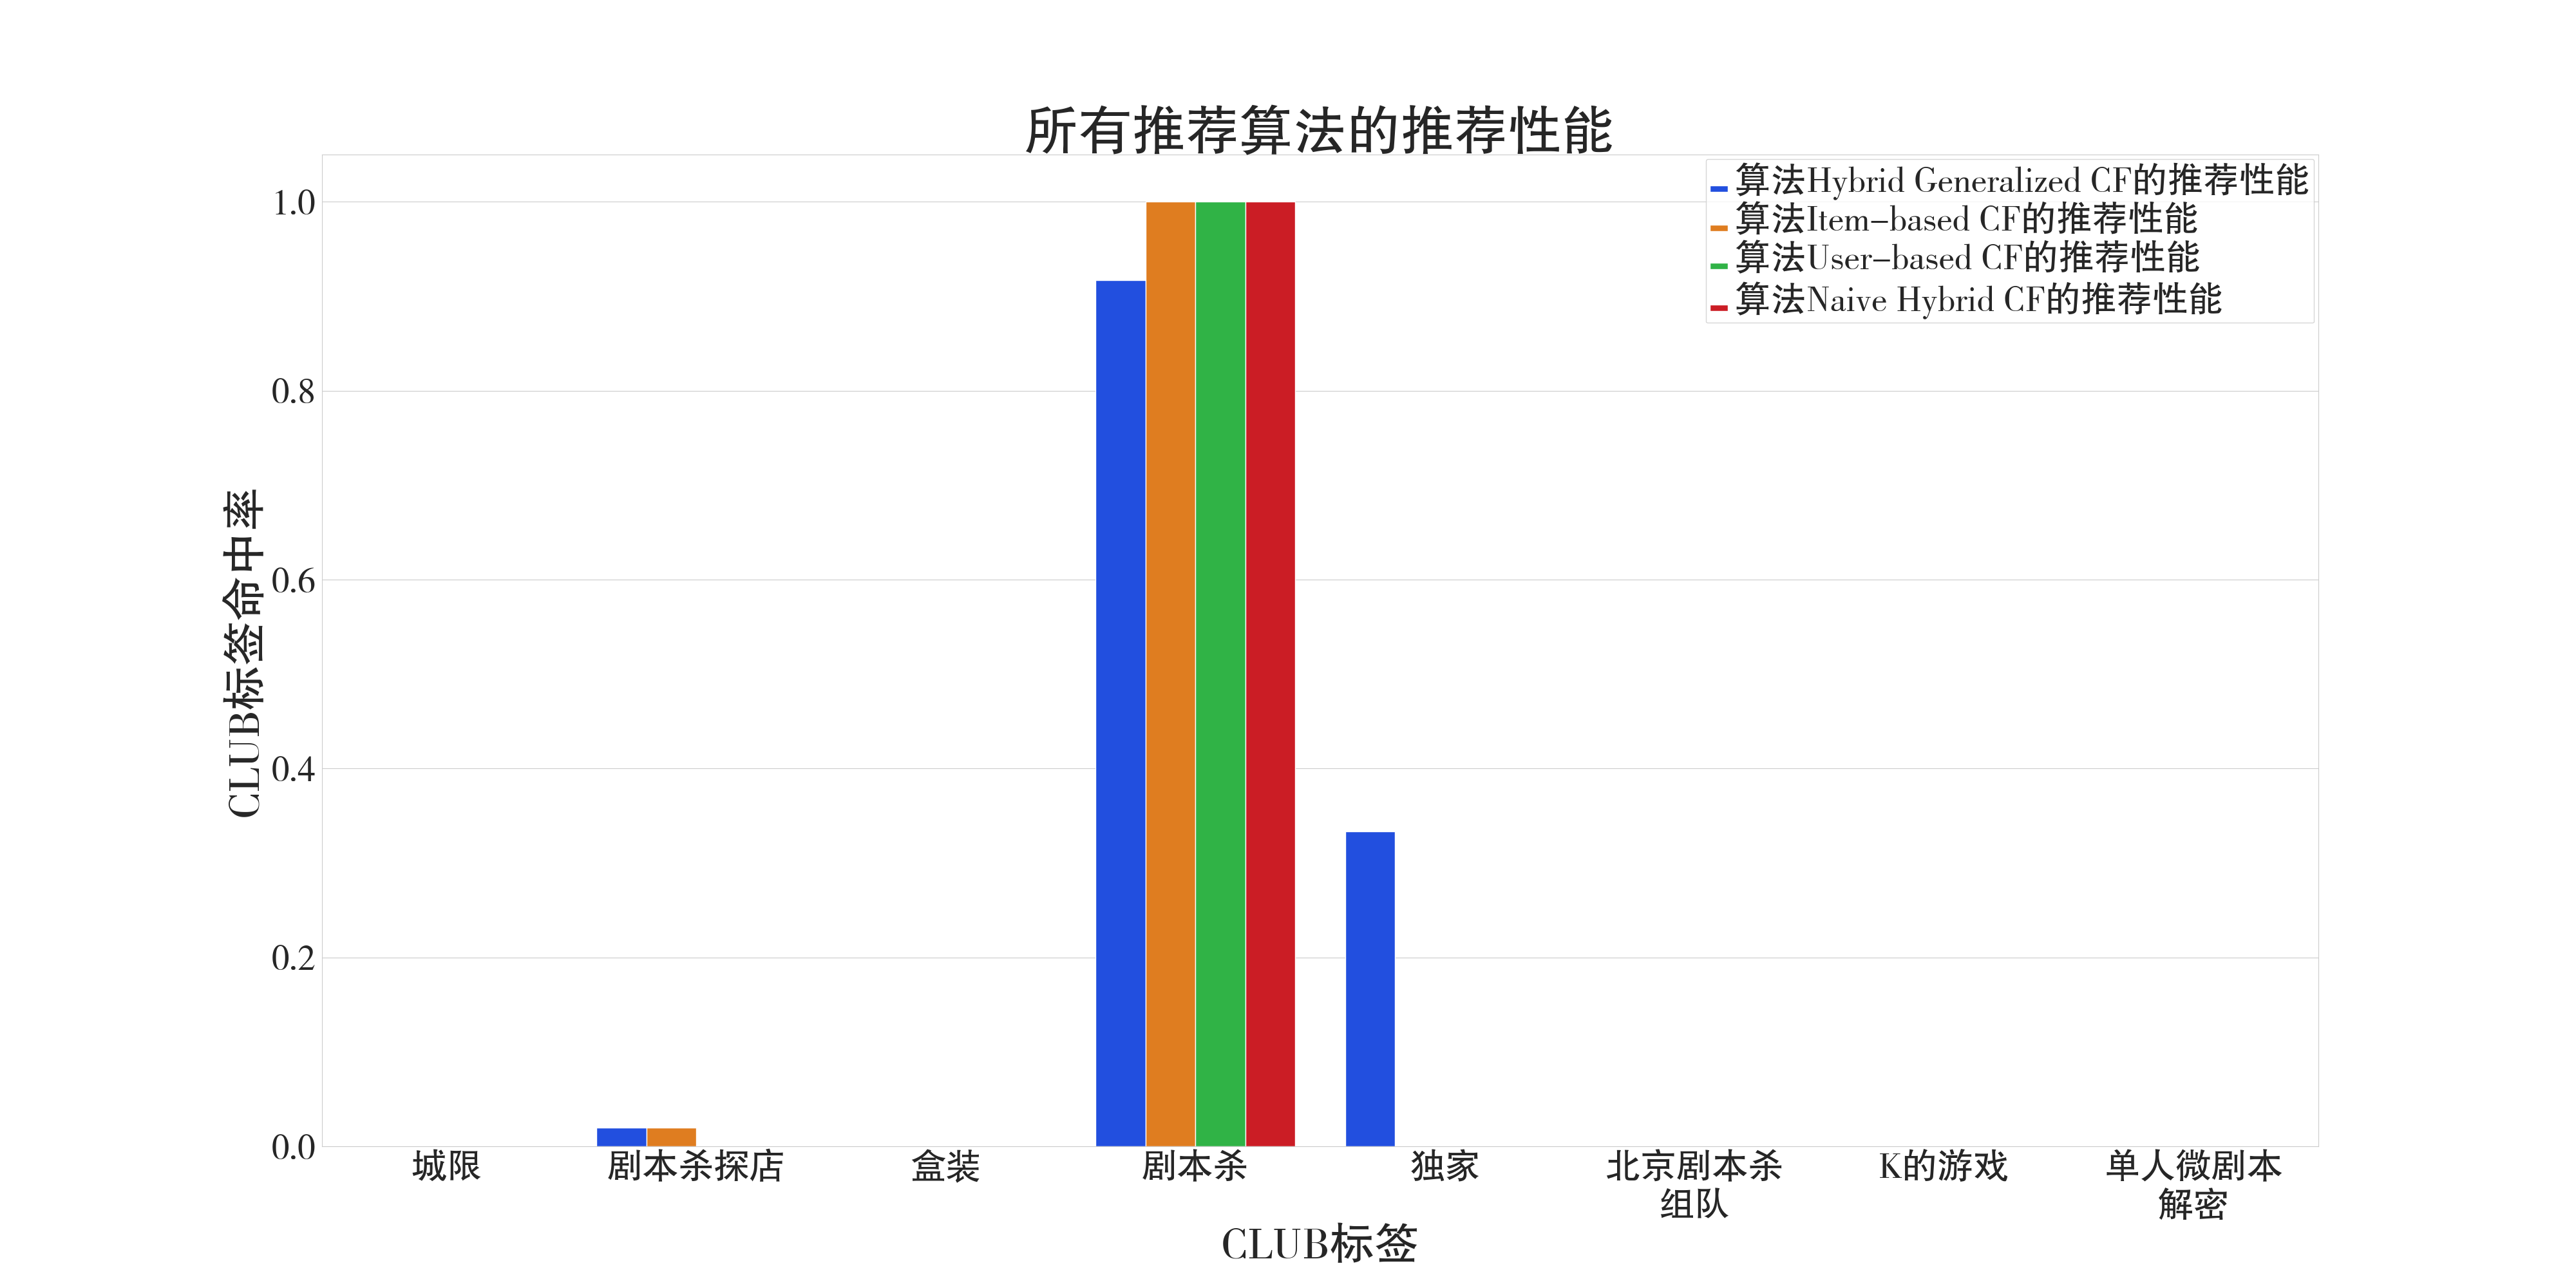 所有推荐算法的推荐性能
算法Hybrid Generalized CF的推荐性能
算法Item-based CF的推荐性能
算法User-based CF的推荐性能
算法Naive Hybrid CF的推荐性能
CLUB标签命中率
1.0
0.8
0.6
0.4
0.2
0.0
城限
剧本杀探店
盒装
剧本杀
独家
北京剧本杀
组队
K的游戏
单人微剧本
解密
CLUB标签